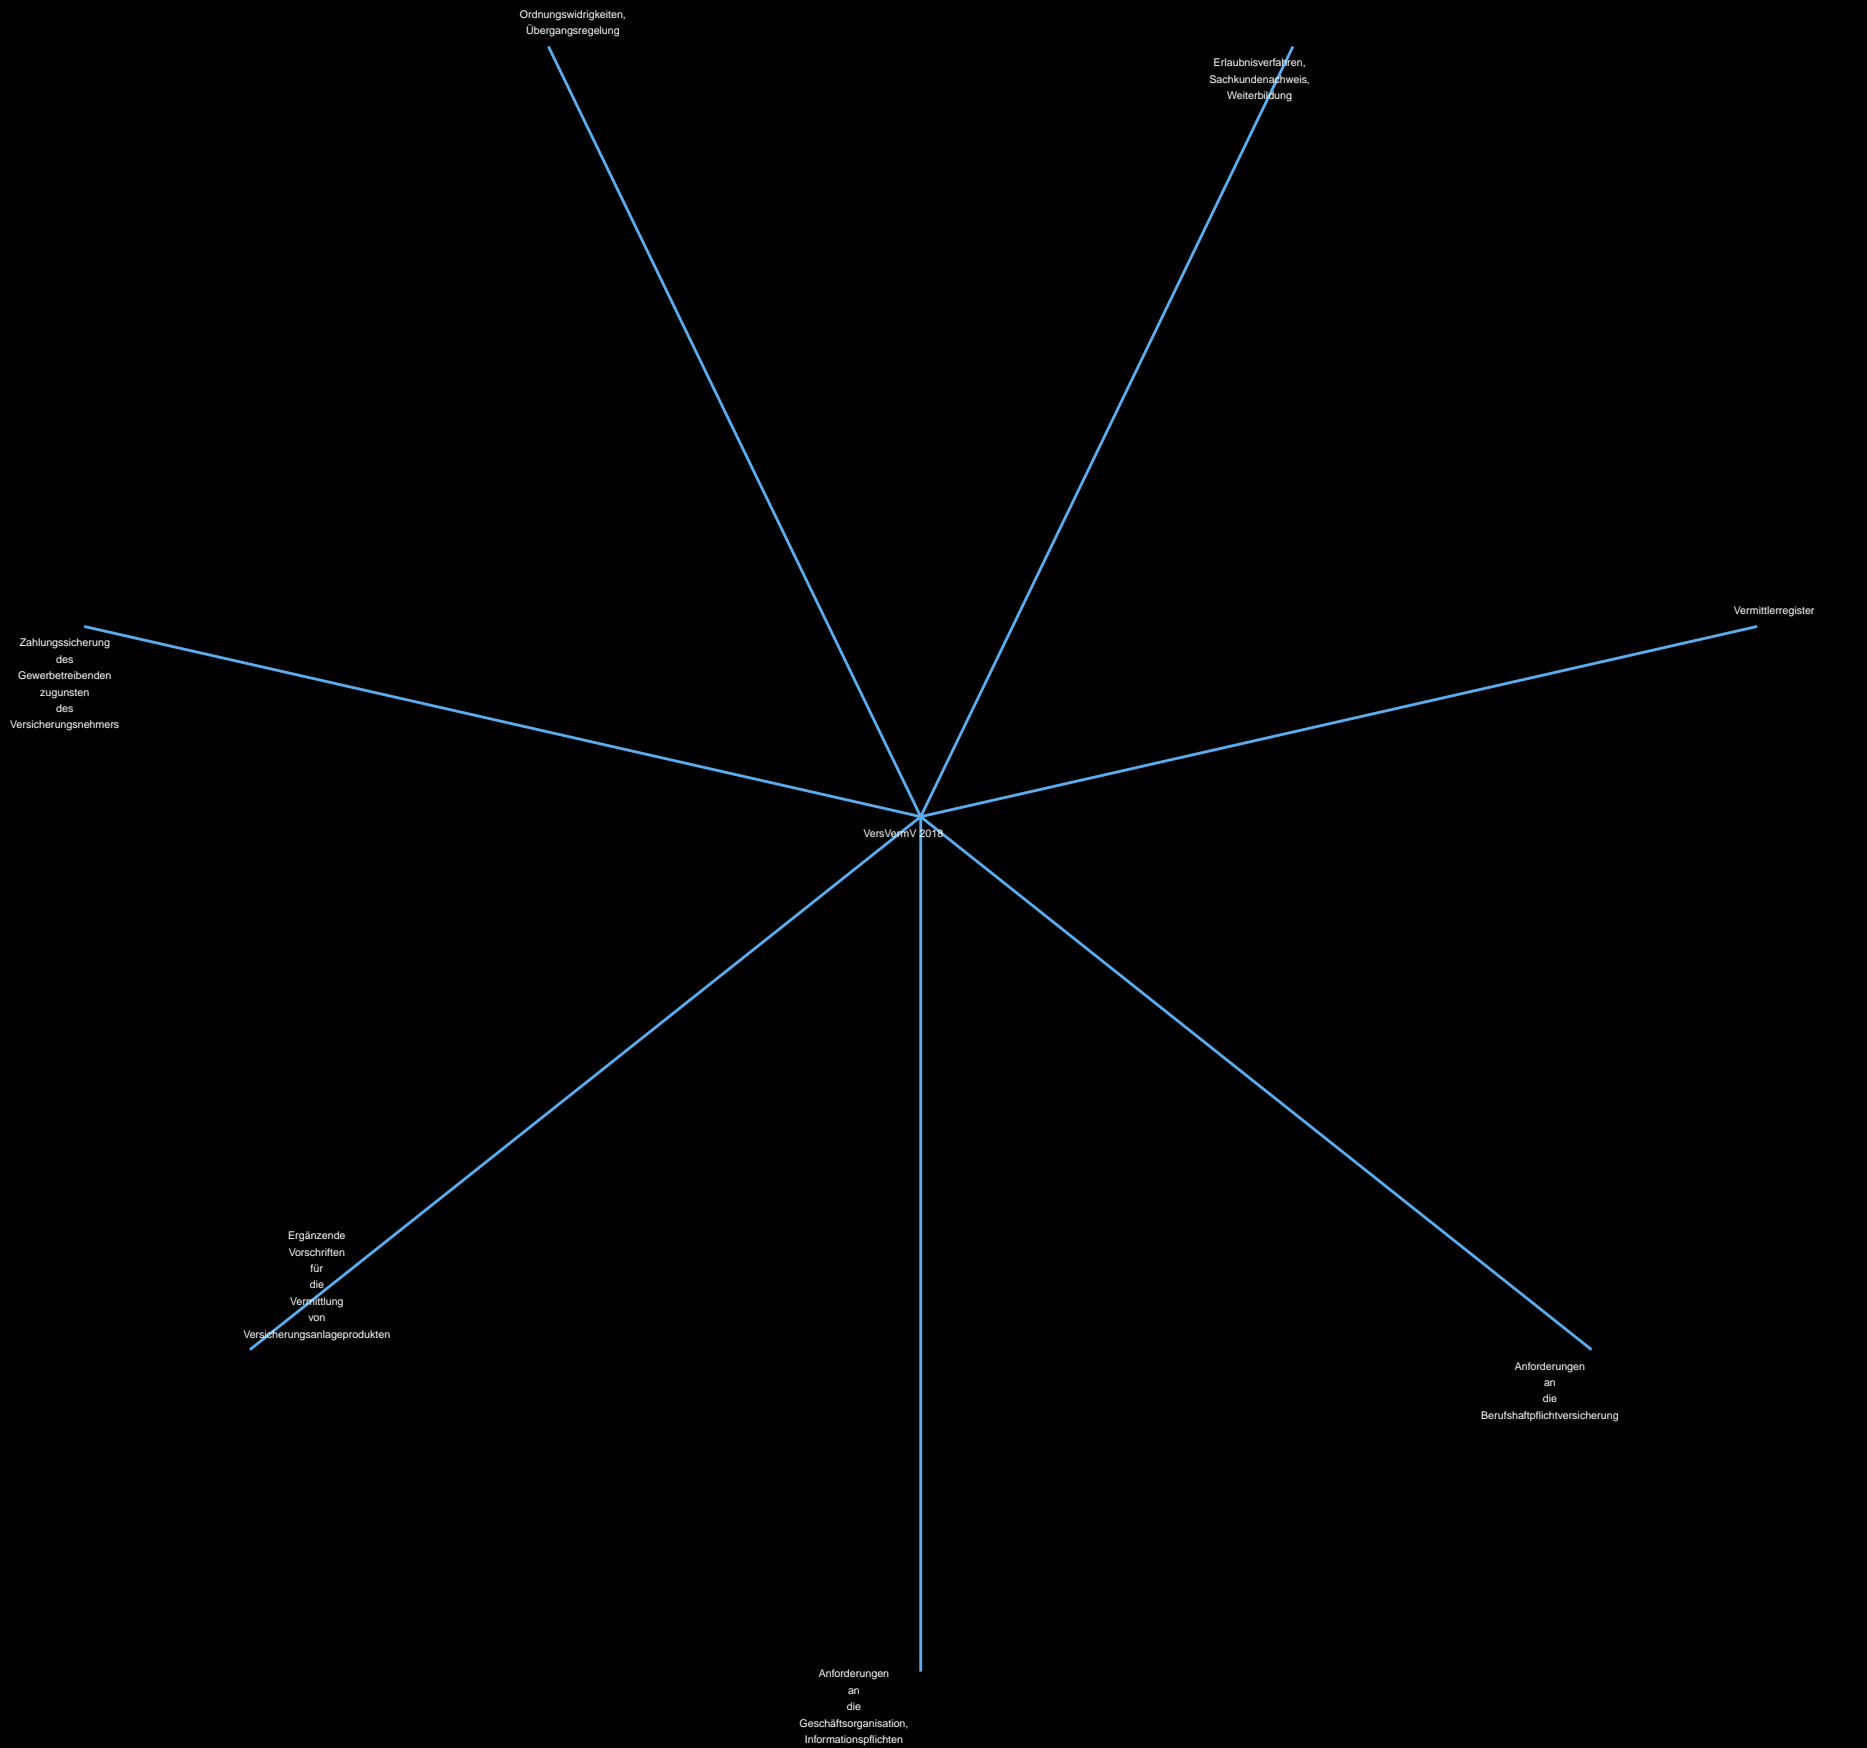 Ordnungswidrigkeiten,
Übergangsregelung
Erlaubnisverfahren,
Sachkundenachweis,
Weiterbildung
Vermittlerregister
Zahlungssicherung
des
Gewerbetreibenden
zugunsten
des
Versicherungsnehmers
VersVermV 2018
Ergänzende
Vorschriften
für
die
Vermittlung
von
Versicherungsanlageprodukten
Anforderungen
an
die
Berufshaftpflichtversicherung
Anforderungen
an
die
Geschäftsorganisation,
Informationspflichten